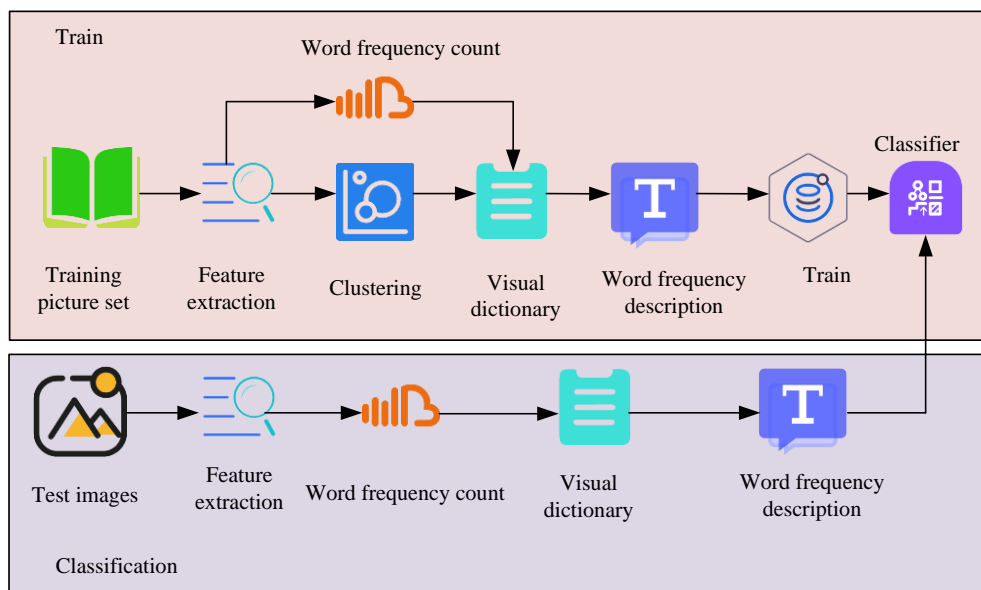 Train
Word frequency count
Classifier
Training
picture set
Feature
extraction
Clustering
Visual
dictionary
Word frequency
description
Train
Test images
Feature
extraction
Word frequency count
Visual
dictionary
Word frequency
description
Classification